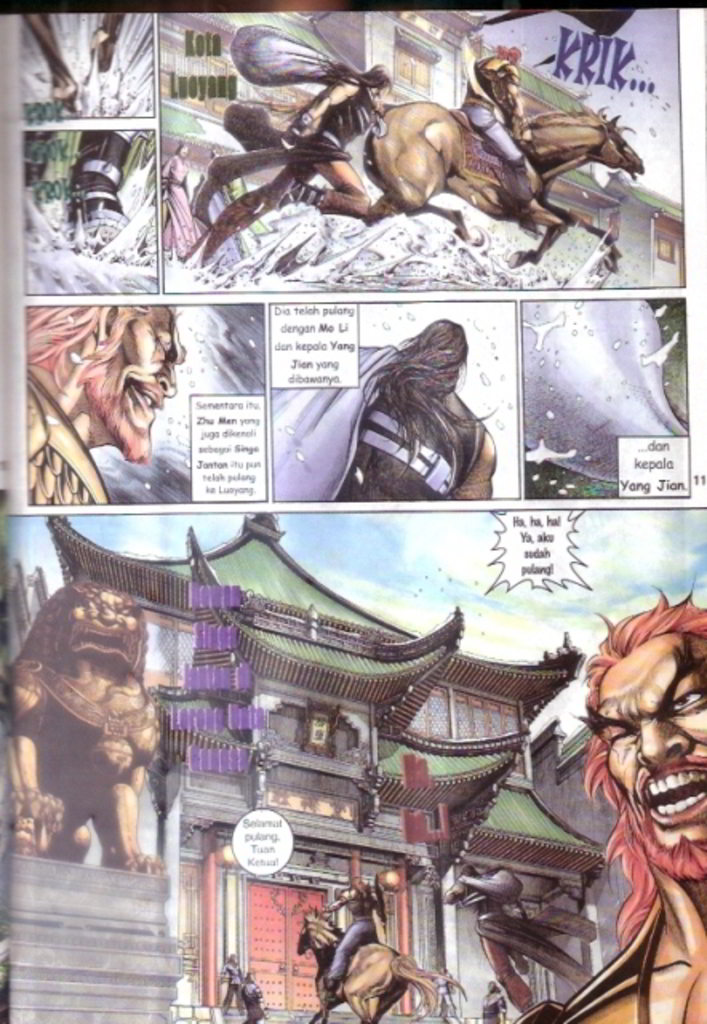 Kota
Luoyang
KRIK...
Sementara itu,
Zhu Men yang
juga dikenal
sebagai Singa
Jantan itu pun
telah pulang
ke Luoyang.
Dia telah pulang
dengan Mo Li
dan kepala Yang
Jian yang
dibawanya.
...dan
kepala
Yang Jian.
11
Ha, ha, ha!
Ya, aku
sudah
pulang!
Selamat
pulang,
Tuan
Ketua!